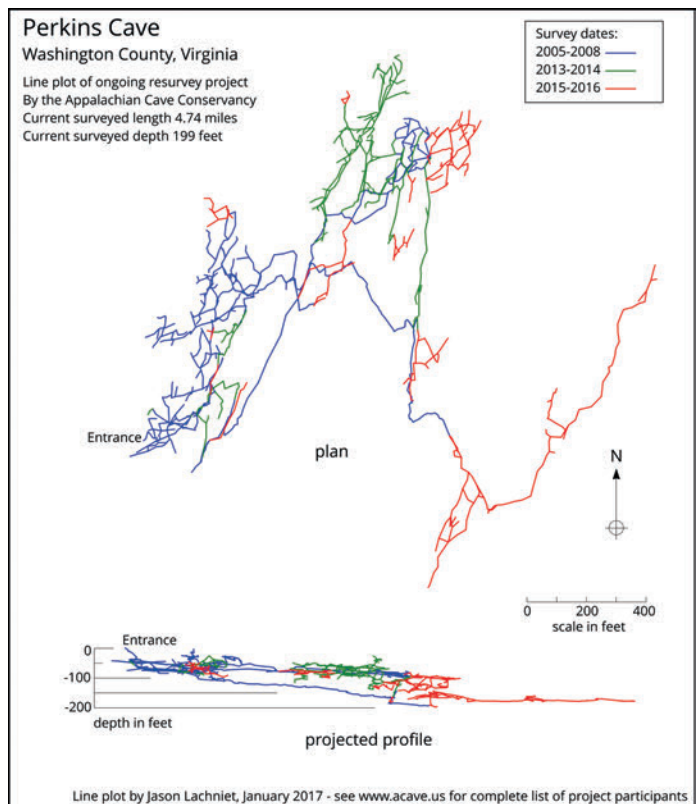 Perkins Cave
Washington County, Virginia
Line plot of ongoing resurvey project
By the Appalachian Cave Conservancy
Current surveyed length 4.74 miles
Current surveyed depth 199 feet
Survey dates:
2005-2008
2013-2014
2015-2016
Entrance
plan
N
0 200 400
scale in feet
0
Entrance
-100
-200
depth in feet
projected profile
Line plot by Jason Lachniet, January 2017 - see www.acave.us for complete list of project participants